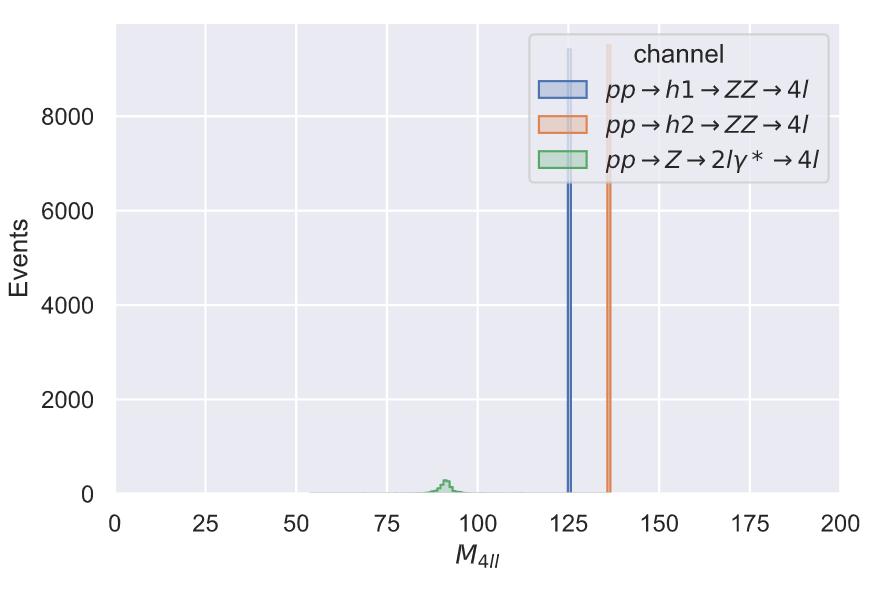 channel
pp → h1 → ZZ → 4l
pp → h2 → ZZ → 4l
pp → Z → 2lγ* → 4l
8000
6000
4000
2000
0
Events
0 25 50 75 100 125 150 175 200
M4ll